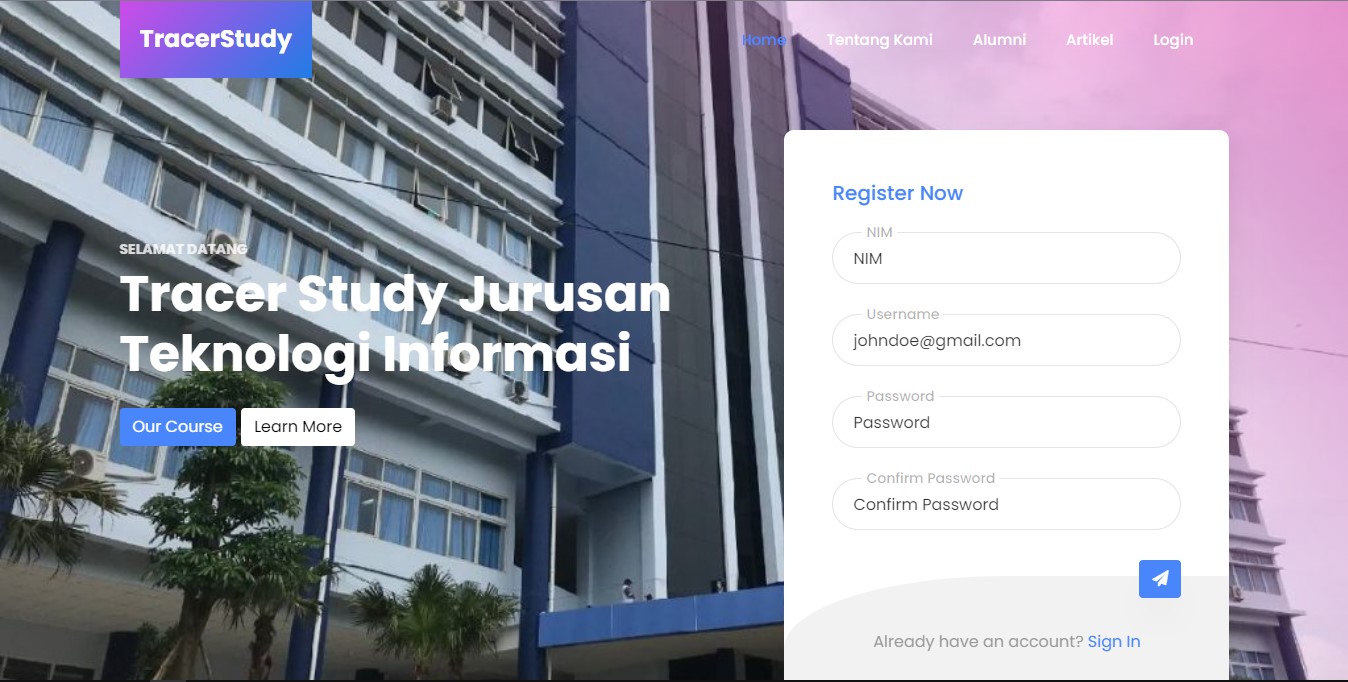 TracerStudy
Home
Tentang Kami
Alumni
Artikel
Login
SELAMAT DATANG
Tracer Study Jurusan
Teknologi Informasi
Our Course
Learn More
Register Now
NIM
NIM
Username
johndoe@gmail.com
Password
Password
Confirm Password
Confirm Password
Already have an account? Sign In